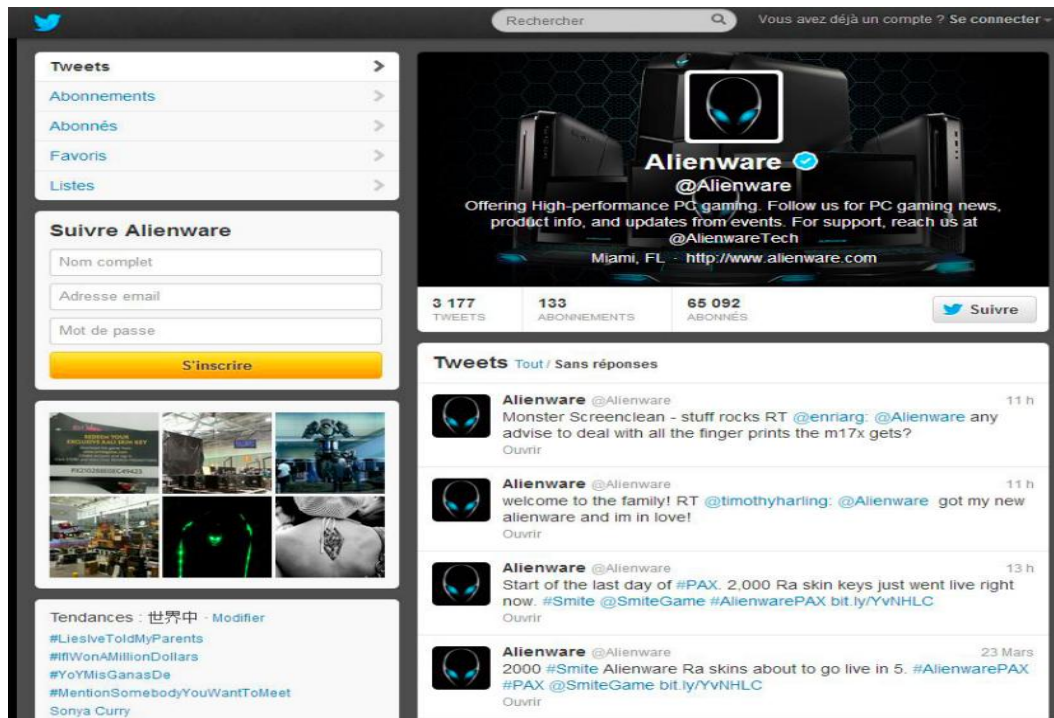 Rechercher
Vous avez déjà un compte ? Se connecter
Tweets
Abonnements
Abonnés
Favoris
Listes
Suivre Alienware
Nom complet
Adresse email
Mot de passe
S'inscrire
REDEEM YOUR
EXCLUSIVE RALI SKIN KEY
Tendances : 世界中 · Modifier
#LiesIveToldMyParents
#IfIWonAMillionDollars
#YoYMisGanasDe
#MentionSomebodyYouWantToMeet
Sonya Curry
Alienware
@Alienware
Offering High-performance PC gaming. Follow us for PC gaming news,
product info, and updates from events. For support, reach us at
@AlienwareTech
Miami, FL - http://www.alienware.com
3 177 133 65 092
TWEETS ABONNEMENTS ABONNÉS
Suivre
Tweets Tout / Sans réponses
Alienware @Alienware 11 h
Monster Screenclean - stuff rocks RT @enriarg: @Alienware any
advise to deal with all the finger prints the m17x gets?
Ouvrir
Alienware @Alienware 11 h
welcome to the family! RT @timothyharling: @Alienware got my new
alienware and im in love!
Ouvrir
Alienware @Alienware 13 h
Start of the last day of #PAX. 2,000 Ra skin keys just went live right
now. #Smite @SmiteGame #AlienwarePAX bit.ly/YvNHLC
Ouvrir
Alienware @Alienware 23 Mars
2000 #Smite Alienware Ra skins about to go live in 5. #AlienwarePAX
#PAX @SmiteGame bit.ly/YvNHLC
Ouvrir